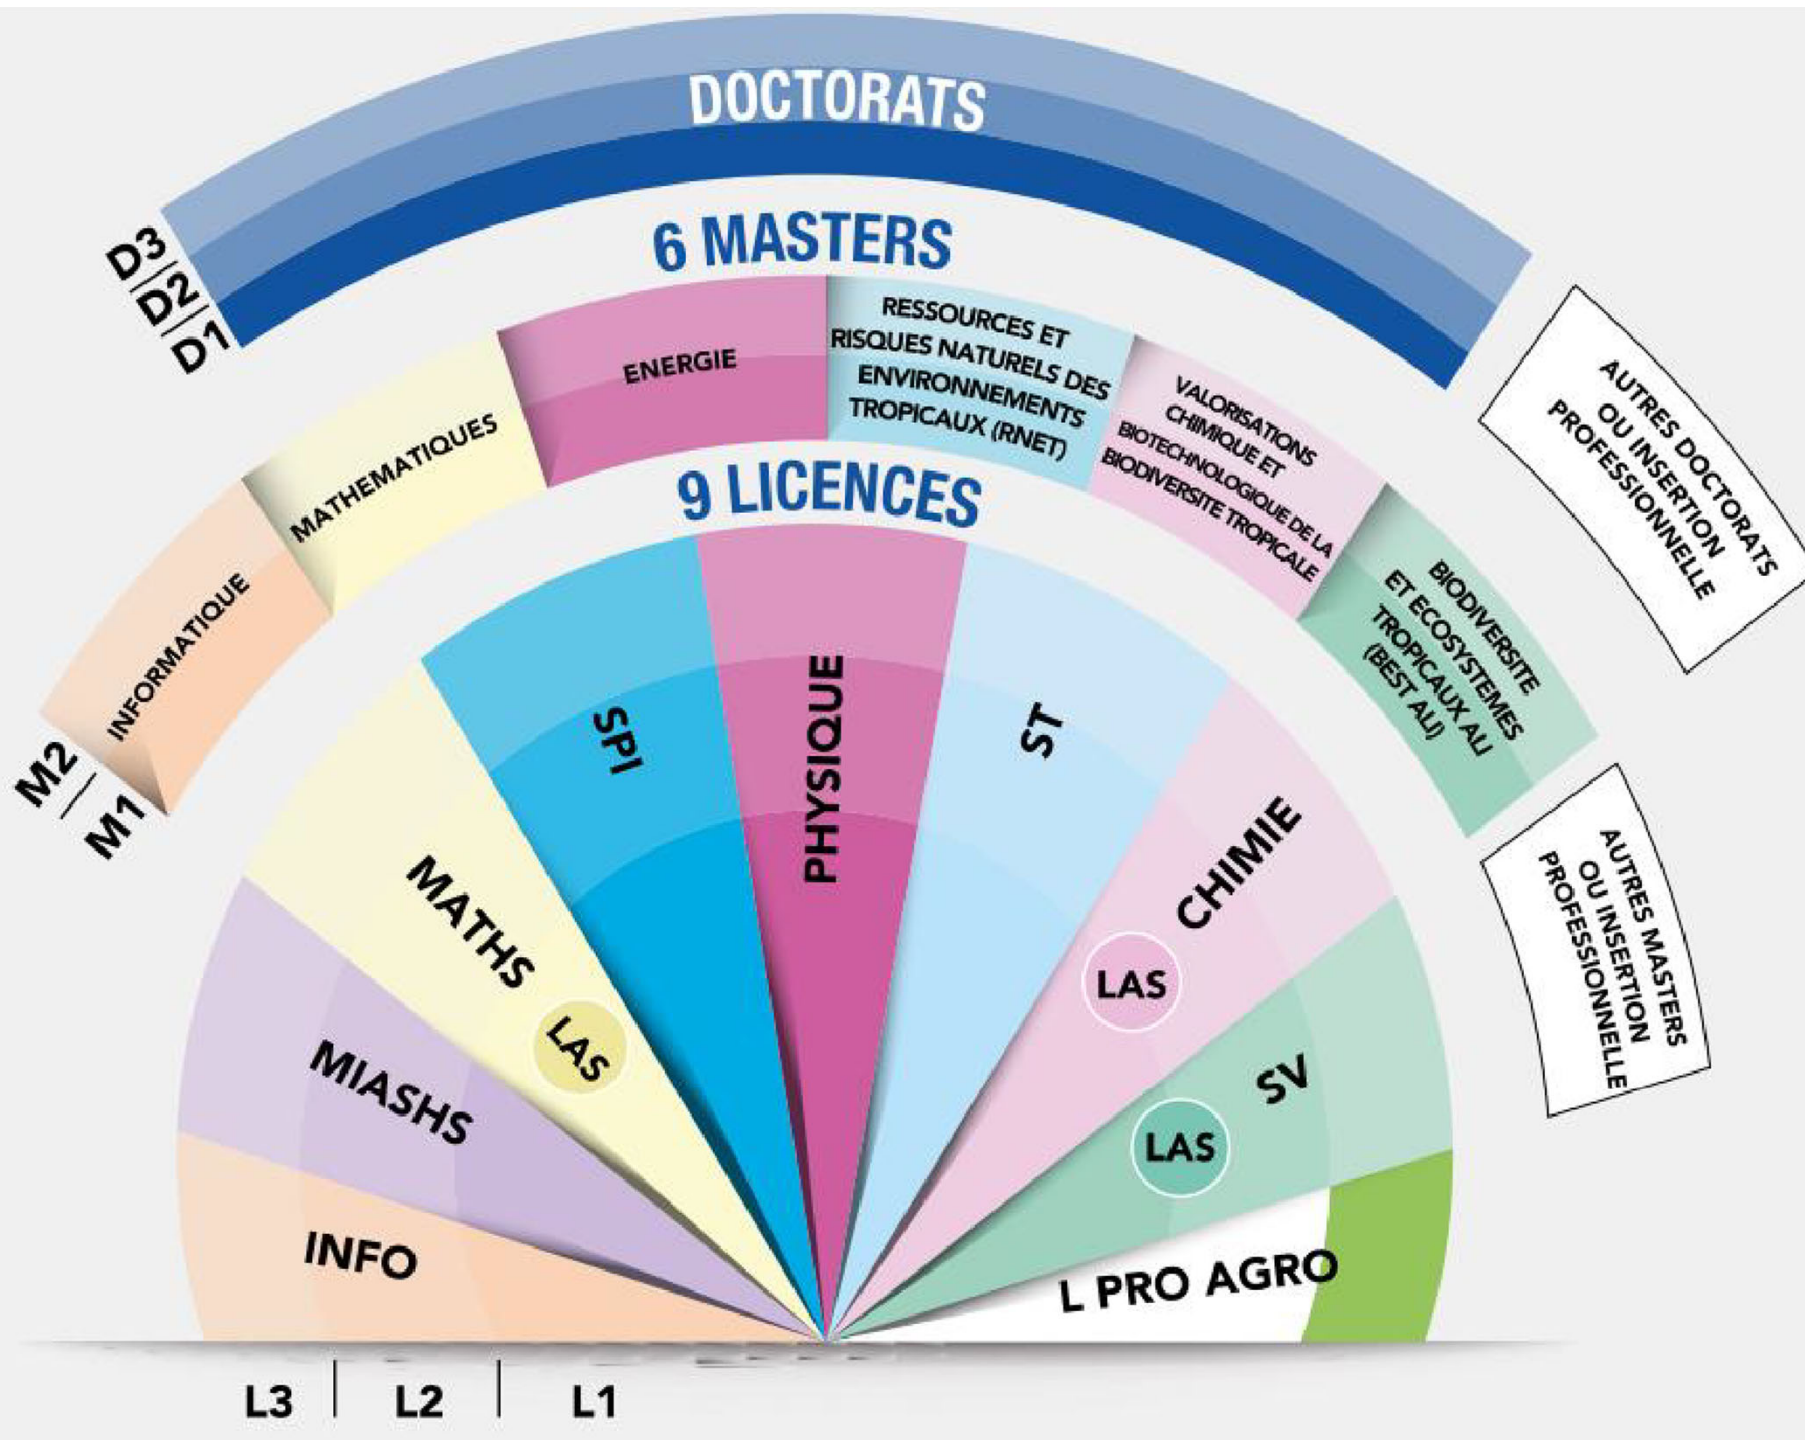 DOCTORATS
D3
D2
D1
6 MASTERS
INFORMATIQUE
MATHEMATIQUES
ENERGIE
RESSOURCES ET
RISQUES NATURELS DES
ENVIRONNEMENTS
TROPICAUX (RNET)
VALORISATIONS
CHIMIQUE ET
BIOTECHNOLOGIQUE DE LA
BIODIVERSITE TROPICALE
BIODIVERSITE
ET ECOSYSTEMES
TROPICAUX ALI
(BEST ALI)
AUTRES DOCTORATS
OU INSERTION
PROFESSIONNELLE
M2
M1
9 LICENCES
INFO
MIASHS
MATHS
LAS
SPI
PHYSIQUE
ST
CHIMIE
LAS
SV
LAS
L PRO AGRO
AUTRES MASTERS
OU INSERTION
PROFESSIONNELLE
L3
L2
L1